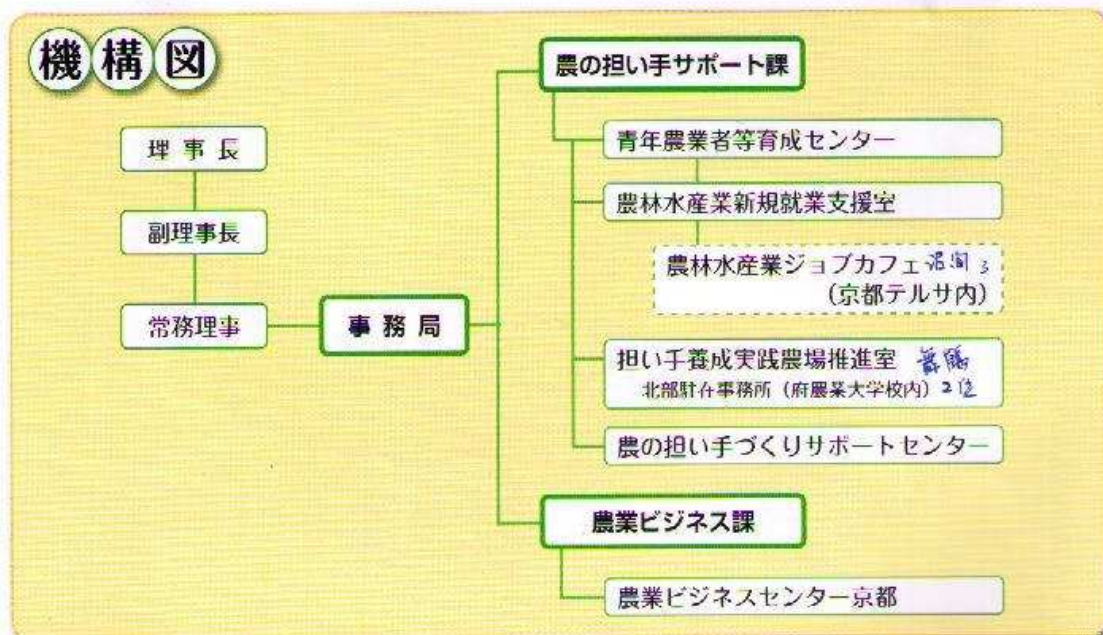 機構図
理事長
副理事長
常務理事
事務局
農の担い手サポート課
青年農業者等育成センター
農林水産業新規就業支援室
農林水産業ジョブカフェ
(京都テルサ内)
担い手養成実践農場推進室 舞鶴
北部駐在事務所(府農業大学校内) 2位
農の担い手づくりサポートセンター
農業ビジネス課
農業ビジネスセンター京都